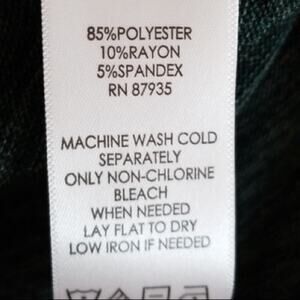 85%POLYESTER
10%RAYON
5%SPANDEX
RN 87935
MACHINE WASH COLD
SEPARATELY
ONLY NON-CHLORINE
BLEACH
WHEN NEEDED
LAY FLAT TO DRY
LOW IRON IF NEEDED